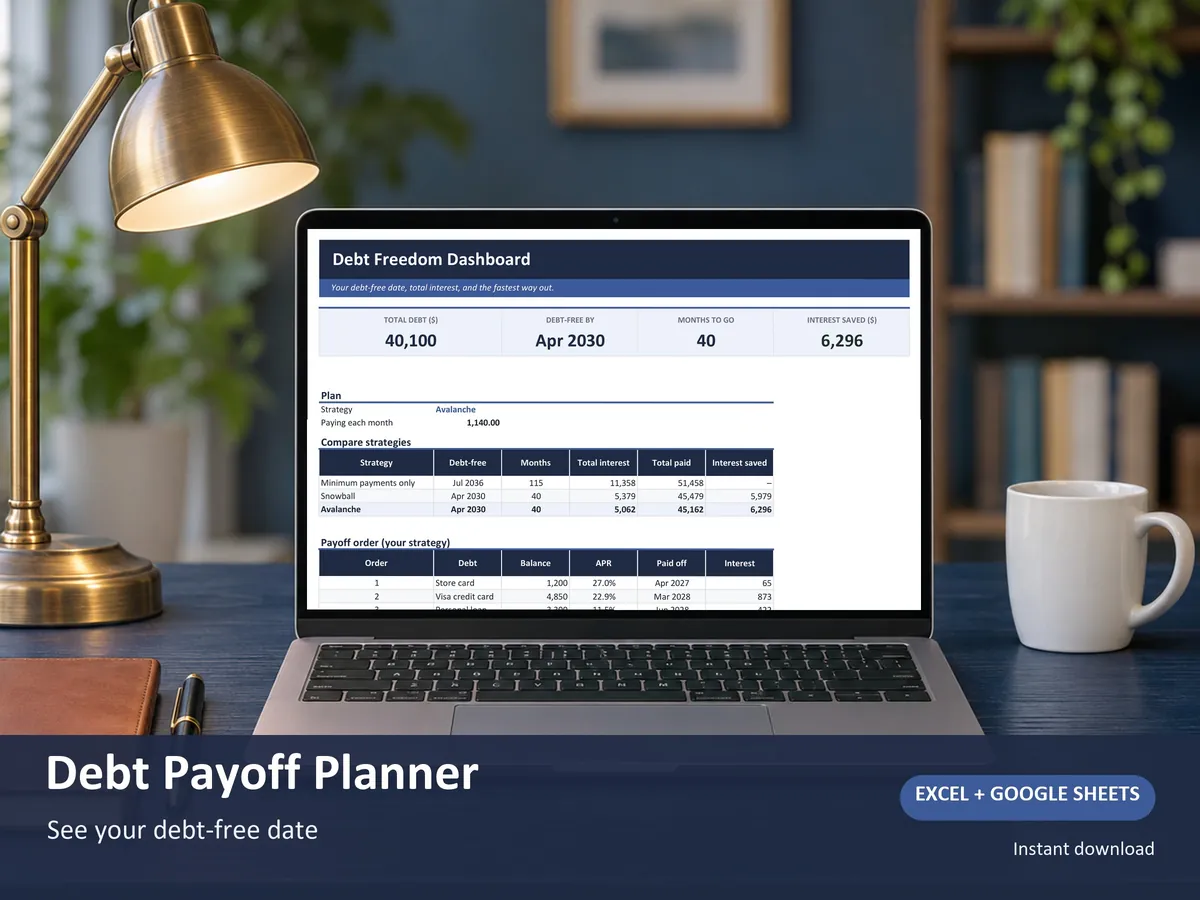 Debt Freedom Dashboard
Your debt-free date, total interest, and the fastest way out.
TOTAL DEBT ($) DEBT-FREE BY MONTHS TO GO INTEREST SAVED ($)
40,100 Apr 2030 40 6,296
Plan
Strategy Avalanche
Paying each month 1,140.00
Compare strategies
Strategy Debt-free Months Total interest Total paid Interest saved
Minimum payments only Jul 2036 115 11,358 51,458 –
Snowball Apr 2030 40 5,379 45,479 5,979
Avalanche Apr 2030 40 5,062 45,162 6,296
Payoff order (your strategy)
Order Debt Balance APR Paid off Interest
1 Store card 1,200 27.0% Apr 2027 65
2 Visa credit card 4,850 22.9% Mar 2028 873
Debt Payoff Planner
See your debt-free date
EXCEL + GOOGLE SHEETS
Instant download